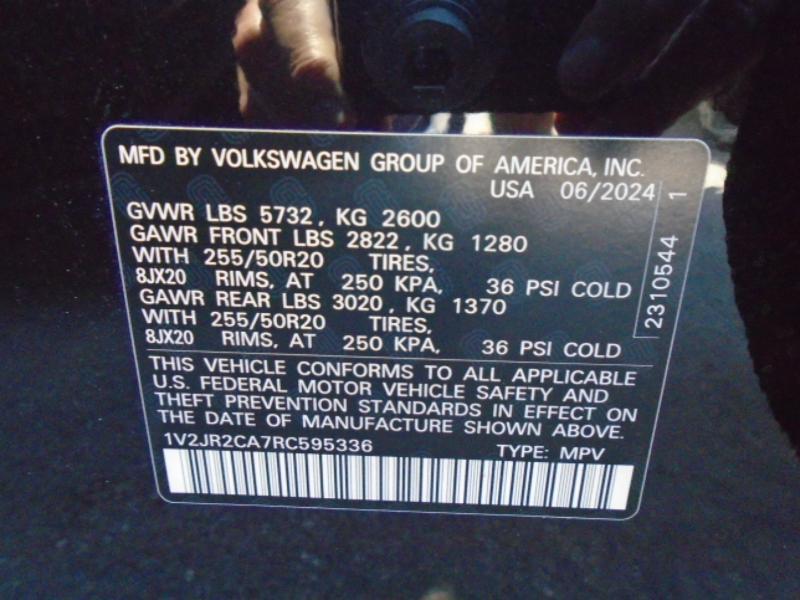 MFD BY VOLKSWAGEN GROUP OF AMERICA, INC.
USA 06/2024
GVWR LBS 5732, KG 2600
GAWR FRONT LBS 2822, KG 1280
WITH 255/50R20 TIRES,
8JX20 RIMS, AT 250 KPA, 36 PSI COLD
GAWR REAR LBS 3020, KG 1370
WITH 255/50R20 TIRES,
8JX20 RIMS, AT 250 KPA, 36 PSI COLD
2310544 1
THIS VEHICLE CONFORMS TO ALL APPLICABLE
U.S. FEDERAL MOTOR VEHICLE SAFETY AND
THEFT PREVENTION STANDARDS IN EFFECT ON
THE DATE OF MANUFACTURE SHOWN ABOVE.
1V2JR2CA7RC595336 TYPE: MPV